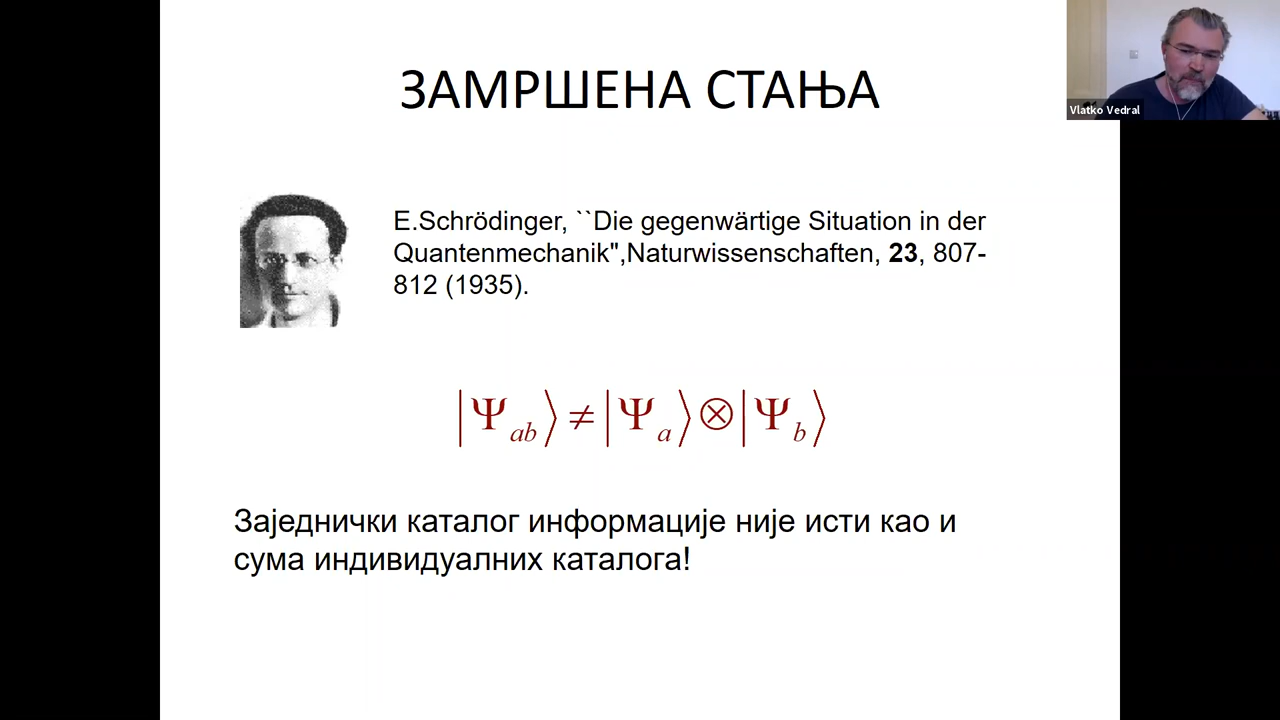 ЗАМРШЕНА СТАЊА
Vlatko Vedral
E.Schrödinger, ``Die gegenwärtige Situation in der
Quantenmechanik",Naturwissenschaften, 23, 807-
812 (1935).
|Ψab⟩≠|Ψa⟩⊗|Ψb⟩
Заједнички каталог информације није исти као и
сума индивидуалних каталога!